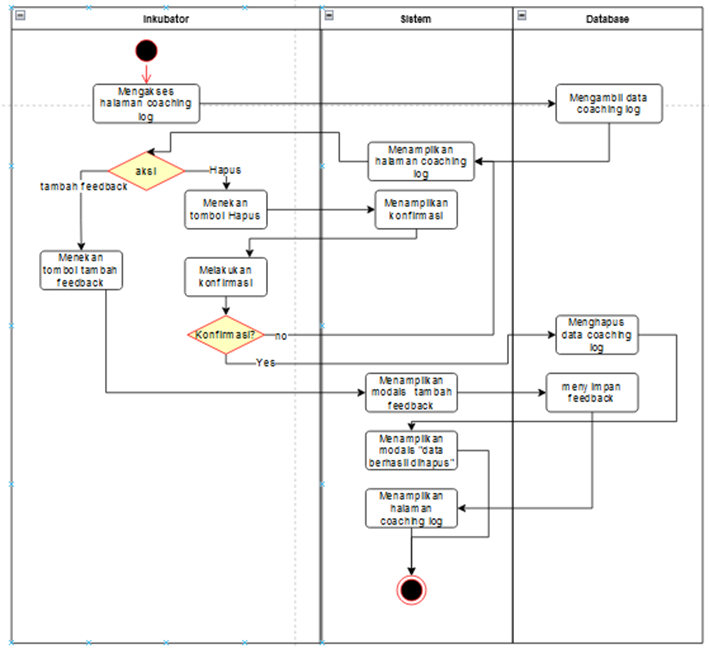 Inkubator
Sistem
Database
Mengakses
halaman coaching
log
Mengambil data
coaching log
Menampilkan
halaman coaching
log
aksi
Hapus
tambah feedback
Menekan
tombol Hapus
Menampilkan
konfirmasi
Menekan
tombol tambah
feedback
Melakukan
konfirmasi
Konfirmasi?
no
Yes
Menghapus
data coaching
log
Menampilkan
modals tambah
feedback
menyimpan
feedback
Menampilkan
modals "data
berhasil dihapus"
Menampilkan
halaman
coaching log